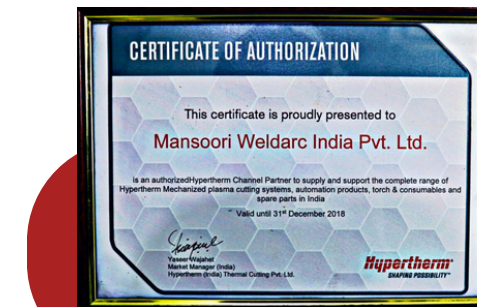 CERTIFICATE OF AUTHORIZATION
This certificate is proudly presented to
Mansoori Weldarc India Pvt. Ltd.
is an authorizedHypertherm Channel Partner to supply and support the complete range of
Hypertherm Mechanized plasma cutting systems, automation products, torch & consumables and
spare parts in India
Valid until 31st December 2018
Yaseer Wajahet
Market Manager (India)
Hypertherm (India) Thermal Cutting Pvt. Ltd.
Hypertherm®
SHAPING POSSIBILITY™